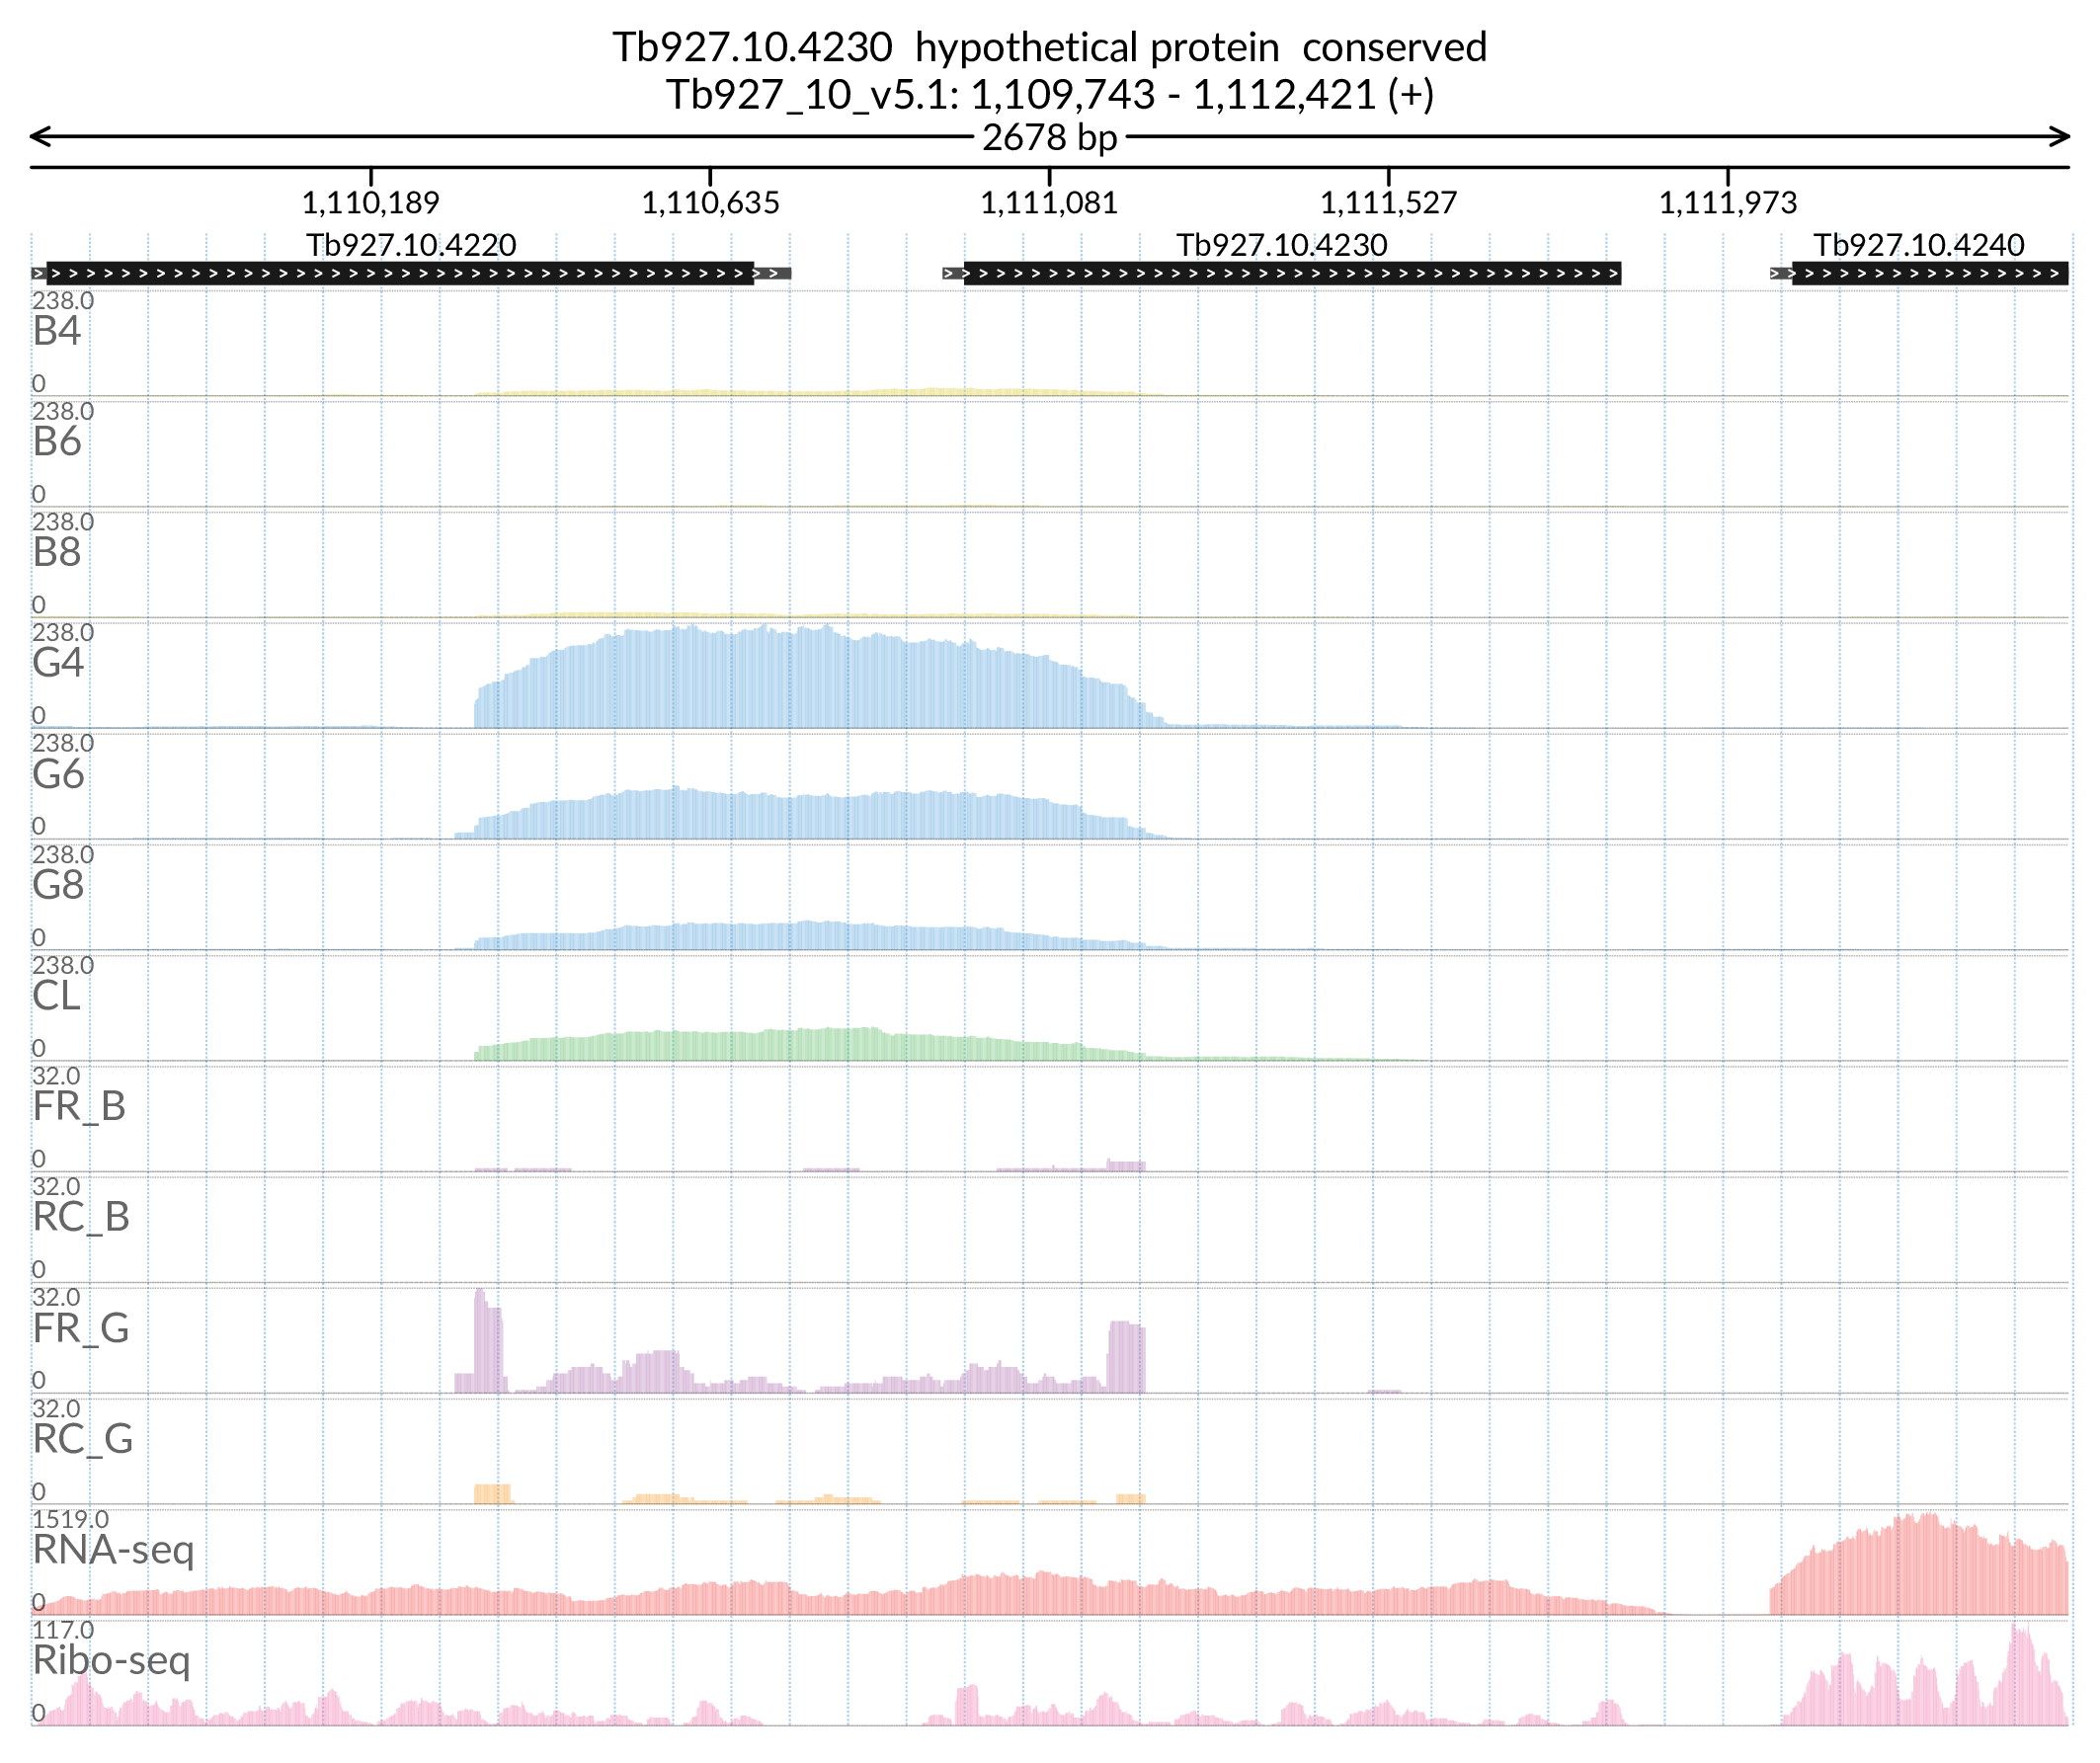 Tb927.10.4230 hypothetical protein conserved
Tb927_10_v5.1: 1,109,743 - 1,112,421 (+)
2678 bp
1,110,189 1,110,635 1,111,081 1,111,527 1,111,973
Tb927.10.4220 Tb927.10.4230 Tb927.10.4240
238.0
B4
0
238.0
B6
0
238.0
B8
0
238.0
G4
0
238.0
G6
0
238.0
G8
0
238.0
CL
0
32.0
FR_B
0
32.0
RC_B
0
32.0
FR_G
0
32.0
RC_G
0
1519.0
RNA-seq
0
117.0
Ribo-seq
0